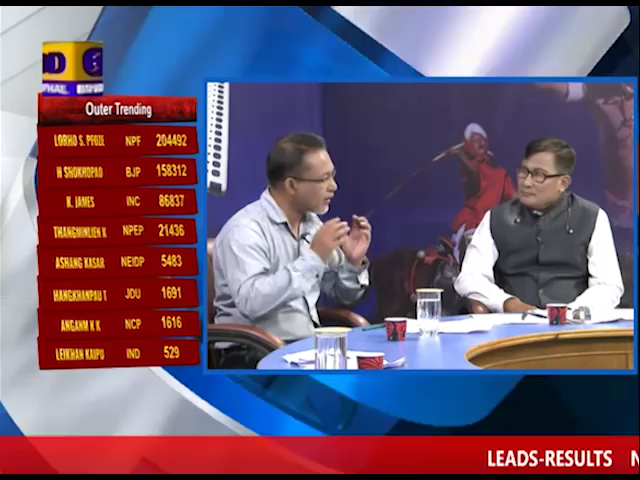 Outer Trending
LORHO S. PFOZE NPF 204492
H SHOKHOPAO BJP 158312
K. JAMES INC 86837
THANGMINLIEN K NPEP 21436
ASHANG KASAR NEIDP 5483
HANGKHANPAU T JDU 1691
ANGAM K K NCP 1616
LEIKHAN KAIPU IND 529
LEADS-RESULTS N